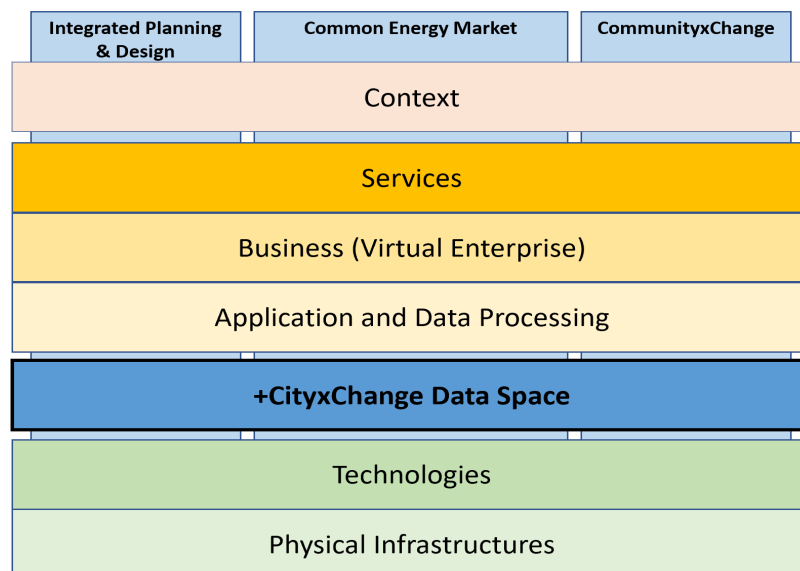 Integrated Planning
& Design
Common Energy Market
CommunityxChange
Context
Services
Business (Virtual Enterprise)
Application and Data Processing
+CityxChange Data Space
Technologies
Physical Infrastructures